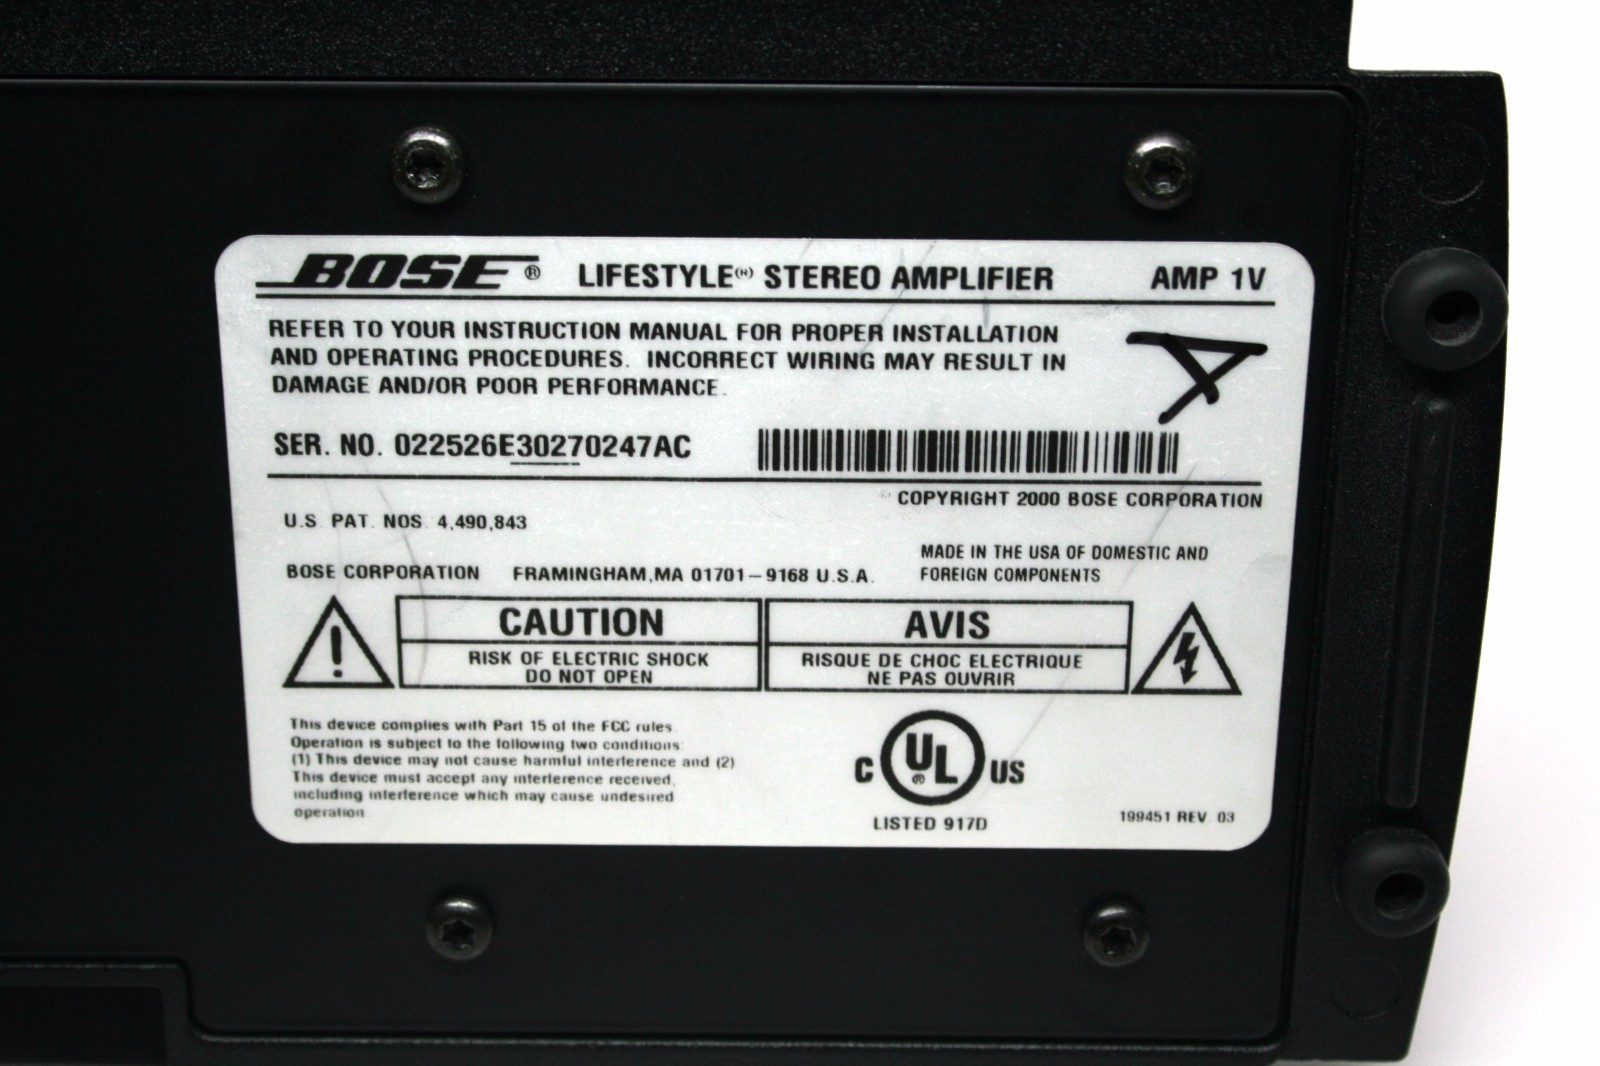 BOSE® LIFESTYLE(R) STEREO AMPLIFIER AMP 1V
REFER TO YOUR INSTRUCTION MANUAL FOR PROPER INSTALLATION
AND OPERATING PROCEDURES. INCORRECT WIRING MAY RESULT IN
DAMAGE AND/OR POOR PERFORMANCE.
SER. NO. 022526E30270247AC
COPYRIGHT 2000 BOSE CORPORATION
U.S. PAT. NOS. 4,490,843
MADE IN THE USA OF DOMESTIC AND
FOREIGN COMPONENTS
BOSE CORPORATION FRAMINGHAM, MA 01701-9168 U.S.A.
CAUTION
RISK OF ELECTRIC SHOCK
DO NOT OPEN
AVIS
RISQUE DE CHOC ELECTRIQUE
NE PAS OUVRIR
This device complies with Part 15 of the FCC rules.
Operation is subject to the following two conditions:
(1) This device may not cause harmful interference and (2)
This device must accept any interference received,
including interference which may cause undesired
operation.
C UL® US
LISTED 917D
199451 REV. 03